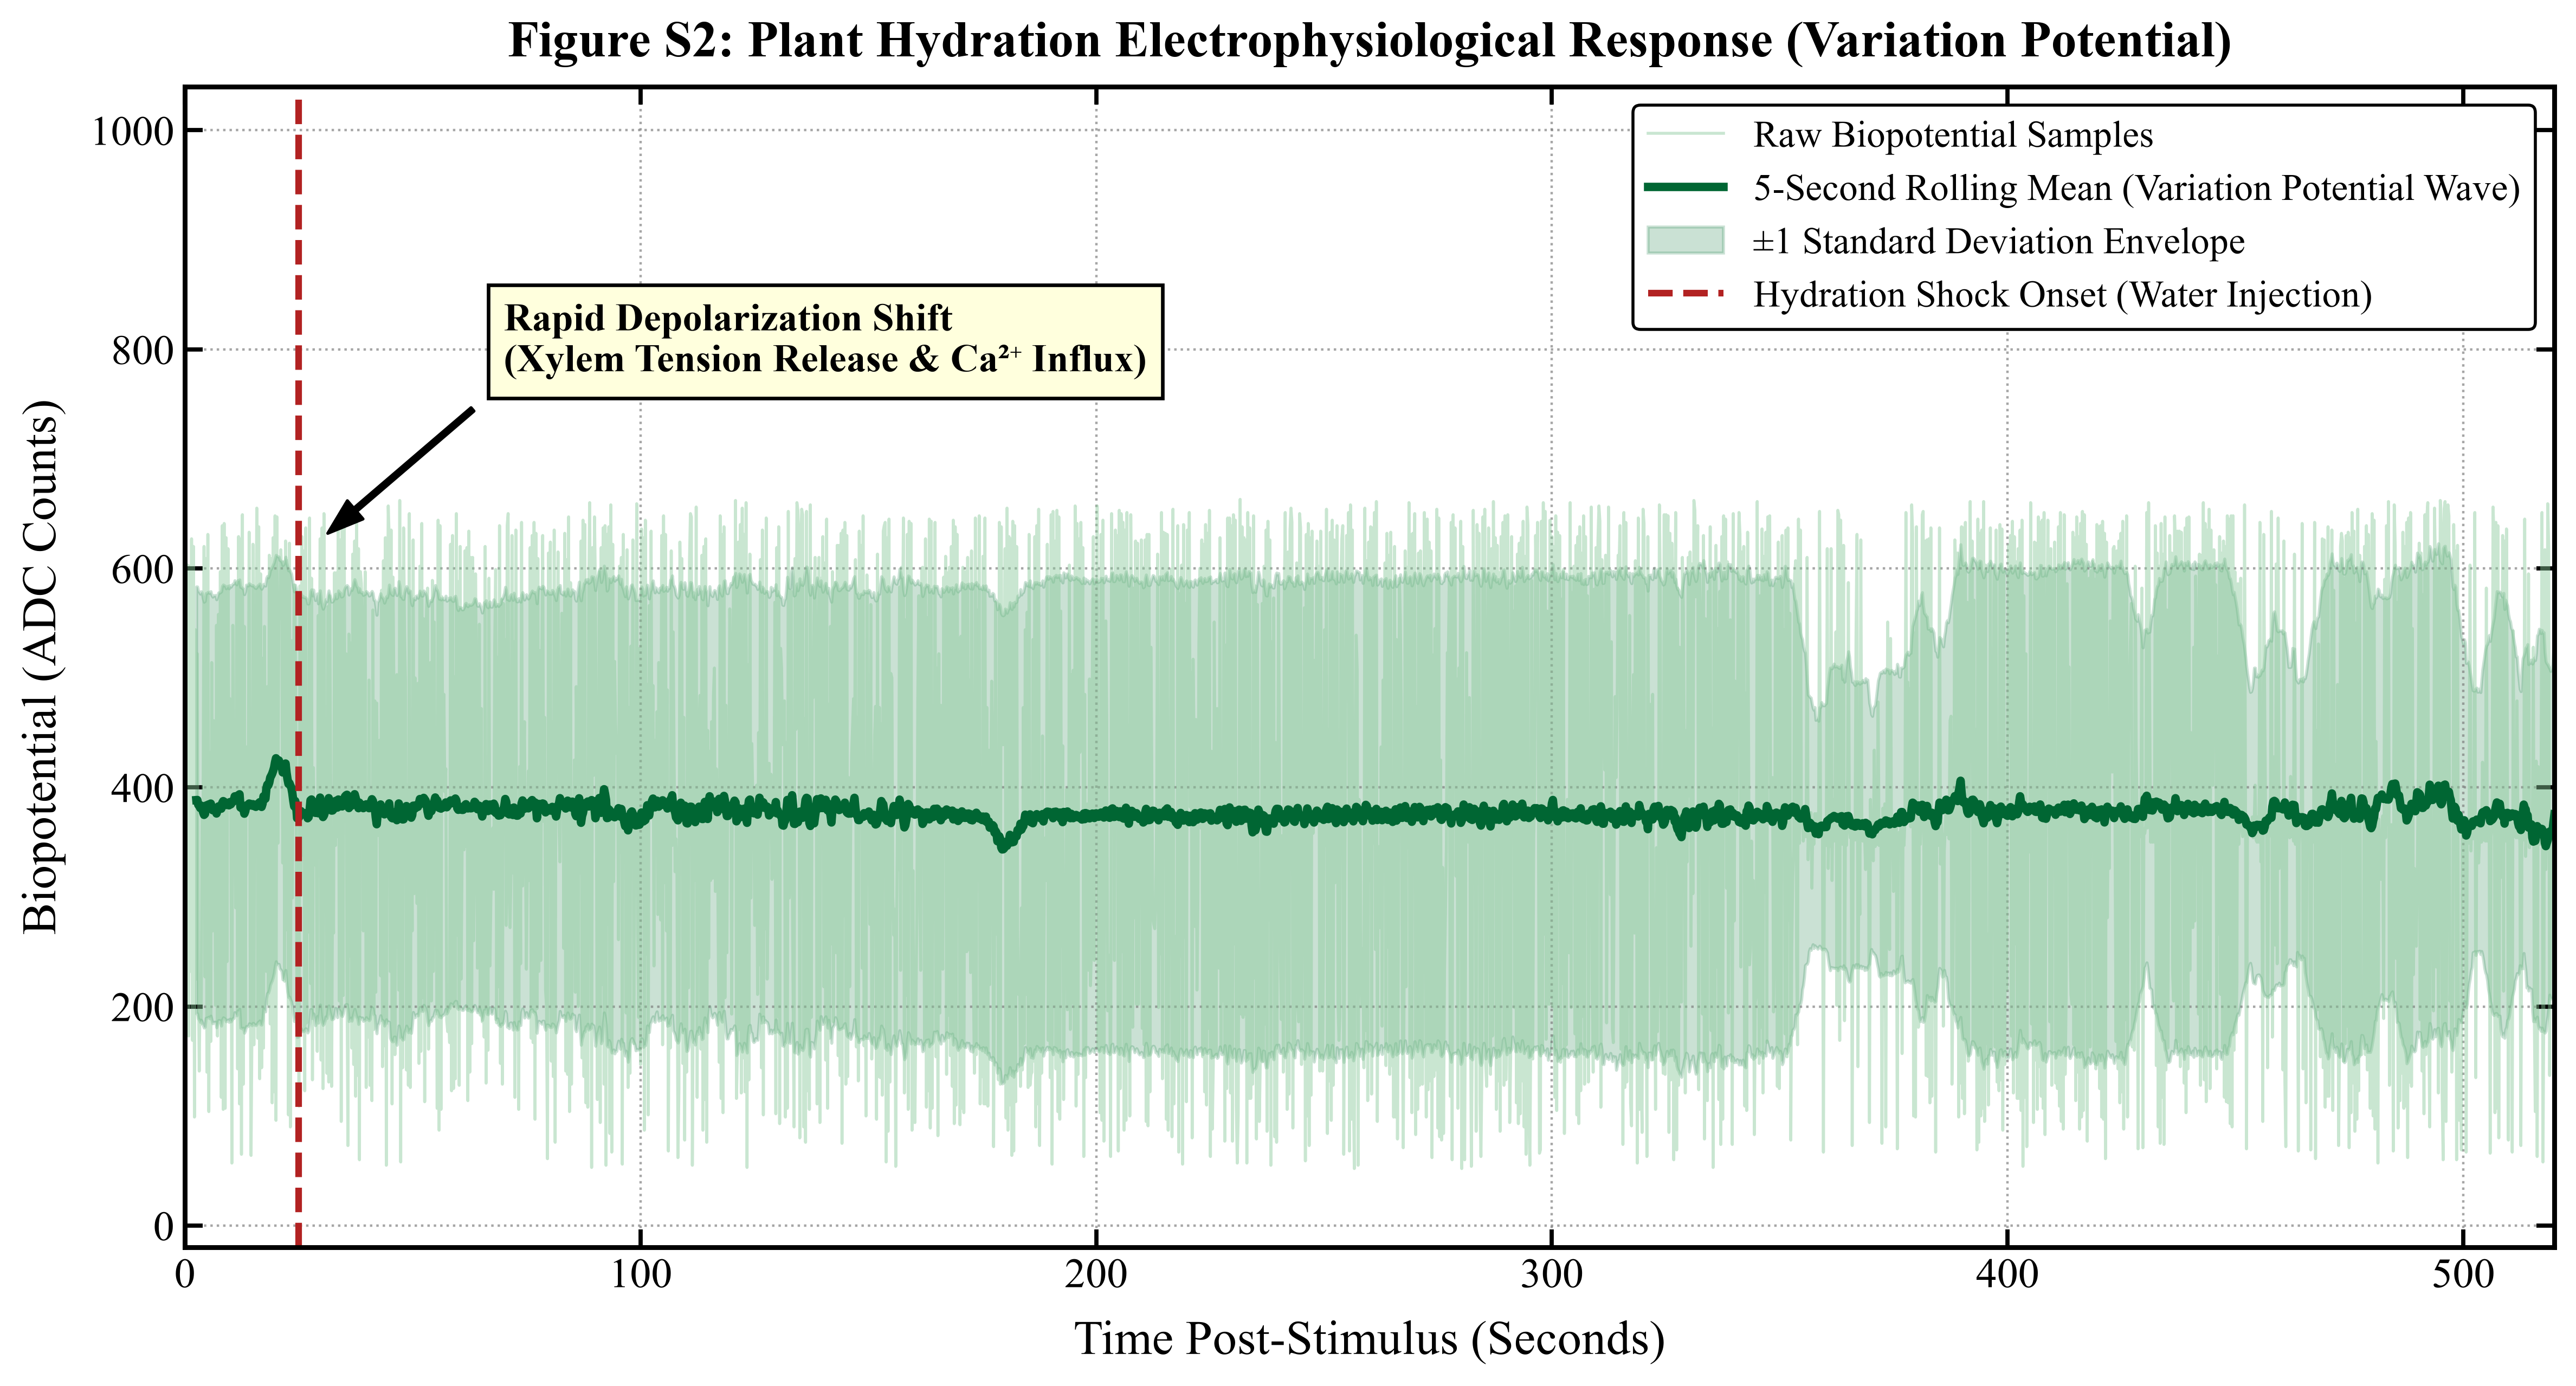 Figure S2: Plant Hydration Electrophysiological Response (Variation Potential)
Raw Biopotential Samples
5-Second Rolling Mean (Variation Potential Wave)
±1 Standard Deviation Envelope
Hydration Shock Onset (Water Injection)
Rapid Depolarization Shift
(Xylem Tension Release & Ca²⁺ Influx)
Biopotential (ADC Counts)
1000
800
600
400
200
0
0 100 200 300 400 500
Time Post-Stimulus (Seconds)